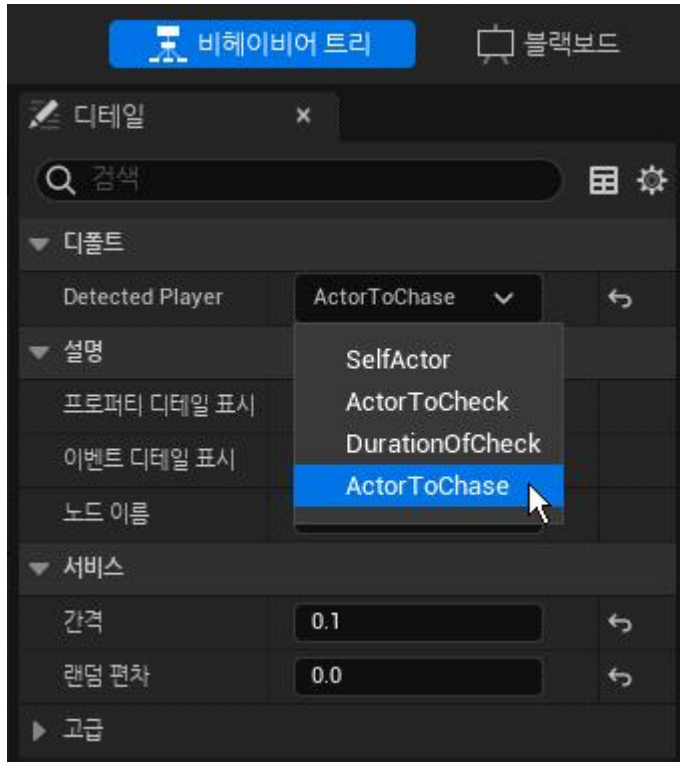 비헤이비어 트리 블랙보드
디테일
검색
디폴트
Detected Player ActorToChase
설명
SelfActor
프로퍼티 디테일 표시 ActorToCheck
이벤트 디테일 표시 DurationOfCheck
ActorToChase
노드 이름
서비스
간격 0.1
랜덤 편차 0.0
고급